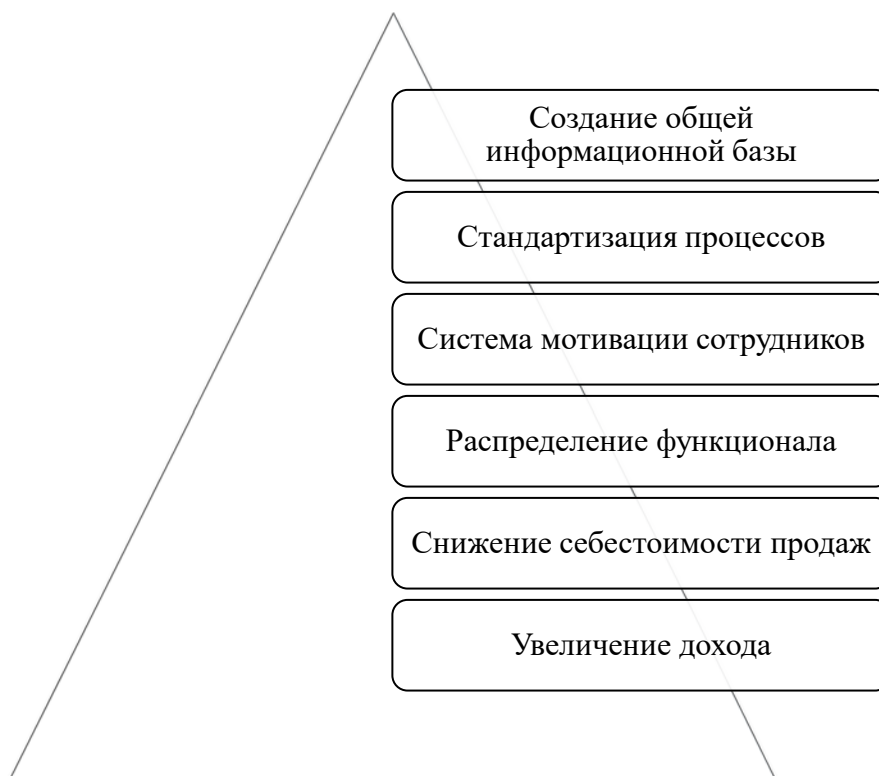 Создание общей
информационной базы
Стандартизация процессов
Система мотивации сотрудников
Распределение функционала
Снижение себестоимости продаж
Увеличение дохода